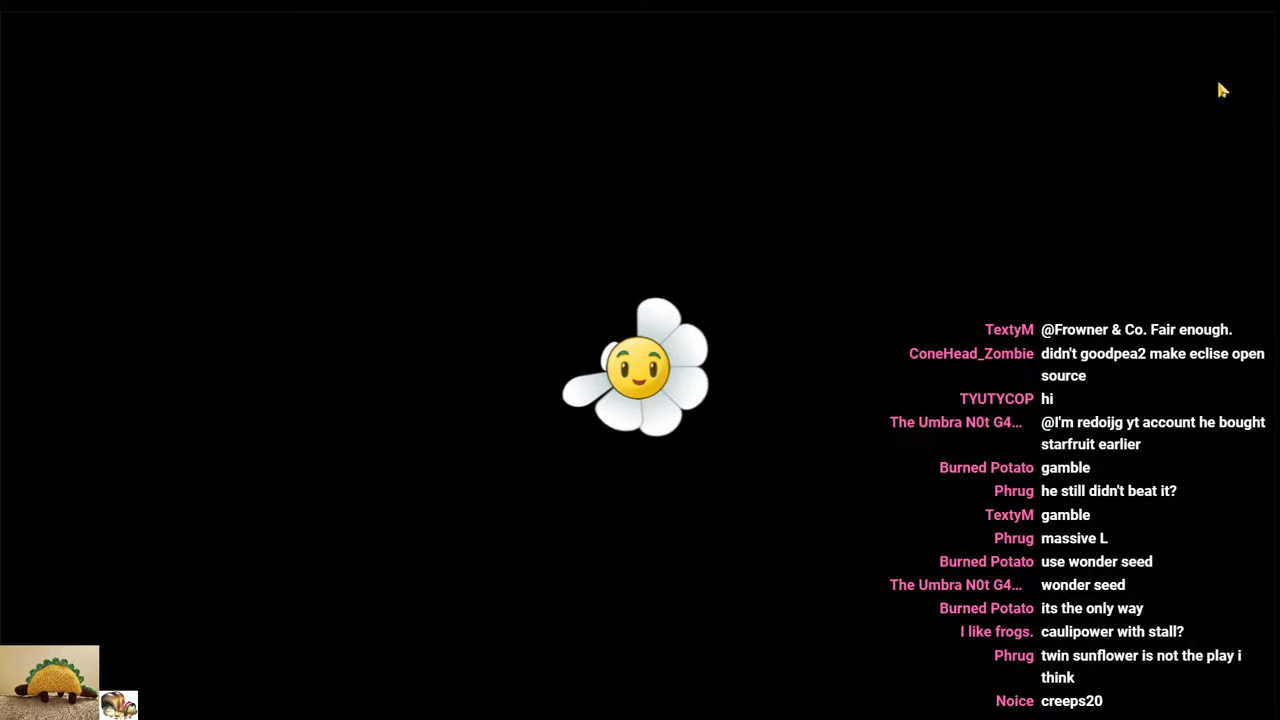 TextyM @Frowner & Co. Fair enough.
ConeHead_Zombie didn't goodpea2 make eclise open
source
TYUTYCOP hi
The Umbra N0t G4... @I'm redoijg yt account he bought
starfruit earlier
Burned Potato gamble
Phrug he still didn't beat it?
TextyM gamble
Phrug massive L
Burned Potato use wonder seed
The Umbra N0t G4... wonder seed
Burned Potato its the only way
I like frogs. caulipower with stall?
Phrug twin sunflower is not the play i
think
Noice creeps20